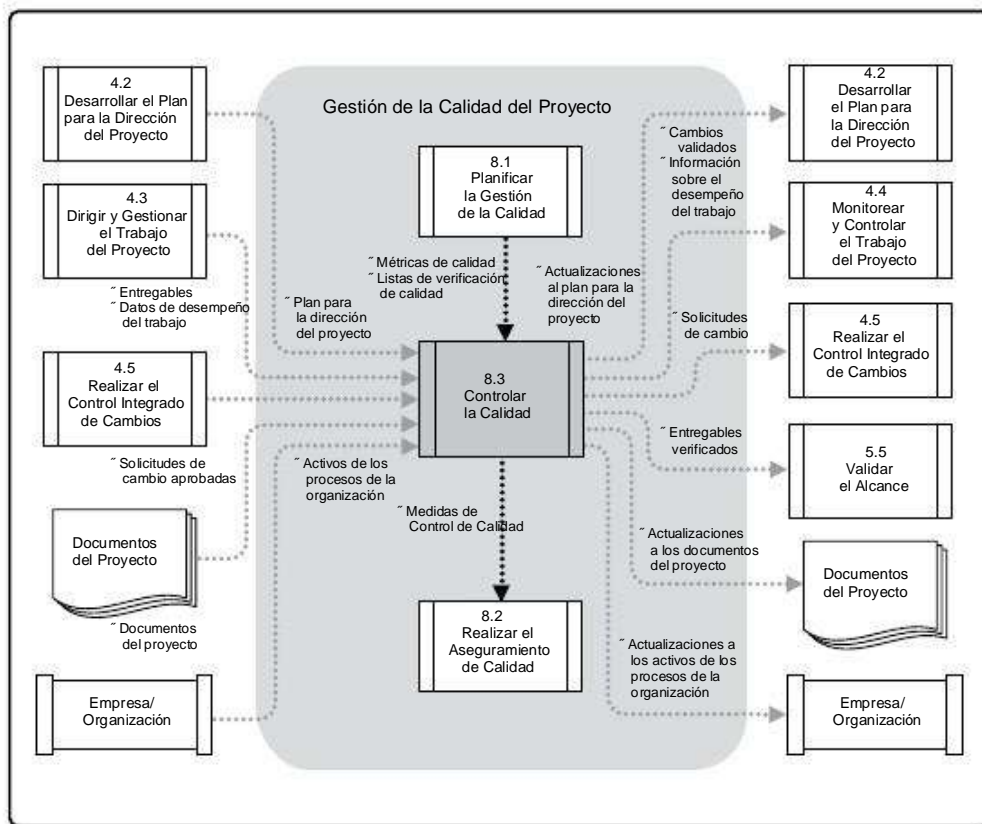 4.2
Desarrollar el Plan
para la Dirección
del Proyecto
4.3
Dirigir y Gestionar
el Trabajo
del Proyecto
˝ Entregables
˝ Datos de desempeño
del trabajo
4.5
Realizar el
Control Integrado
de Cambios
˝ Solicitudes de
cambio aprobadas
Documentos
del Proyecto
˝ Documentos
del proyecto
Empresa/
Organización
Gestión de la Calidad del Proyecto
8.1
Planificar
la Gestión
de la Calidad
˝ Métricas de calidad
˝ Listas de verificación
de calidad
˝ Plan para
la dirección
del proyecto
˝ Actualizaciones
al plan para la
dirección del
proyecto
˝ Cambios
validados
˝ Información
sobre el
desempeño
del trabajo
8.3
Controlar
la Calidad
˝ Activos de los
procesos de la
organización
˝ Medidas de
Control de Calidad
8.2
Realizar el
Aseguramiento
de Calidad
˝ Solicitudes
de cambio
˝ Entregables
verificados
˝ Actualizaciones
a los documentos
del proyecto
˝ Actualizaciones a
los activos de los
procesos de la
organización
4.2
Desarrollar
el Plan para
la Dirección
del Proyecto
4.4
Monitorear
y Controlar
el Trabajo
del Proyecto
4.5
Realizar el
Control Integrado
de Cambios
5.5
Validar
el Alcance
Documentos
del Proyecto
Empresa/
Organización